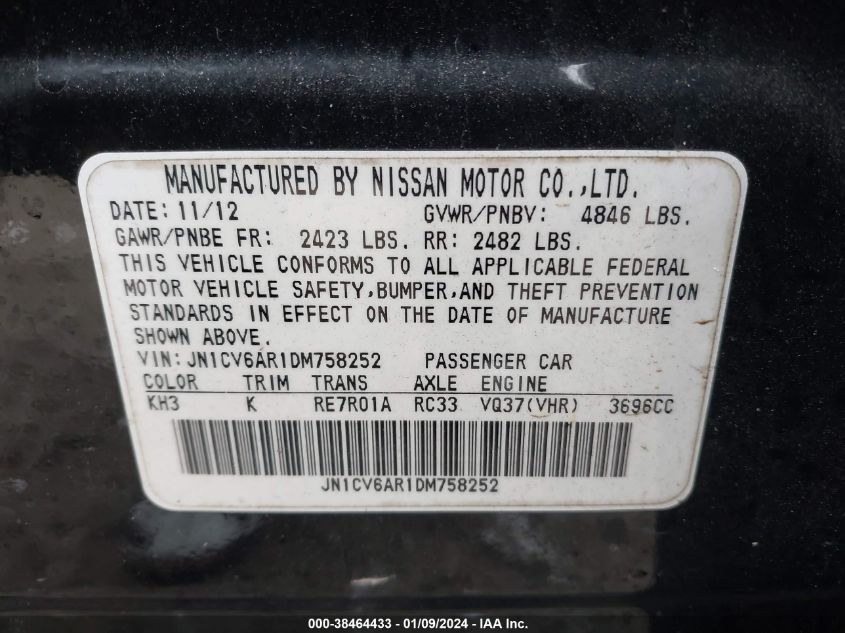 MANUFACTURED BY NISSAN MOTOR CO.,LTD.
DATE: 11/12 GVWR/PNBV: 4846 LBS.
GAWR/PNBE FR: 2423 LBS. RR: 2482 LBS.
THIS VEHICLE CONFORMS TO ALL APPLICABLE FEDERAL
MOTOR VEHICLE SAFETY,BUMPER,AND THEFT PREVENTION
STANDARDS IN EFFECT ON THE DATE OF MANUFACTURE
SHOWN ABOVE.
VIN: JN1CV6AR1DM758252 PASSENGER CAR
COLOR TRIM TRANS AXLE ENGINE
KH3 K RE7R01A RC33 VQ37(VHR) 3696CC
JN1CV6AR1DM758252
000-38464433 - 01/09/2024 - IAA Inc.